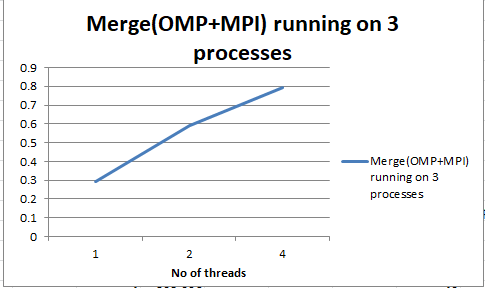 Merge(OMP+MPI) running on 3
processes
0.9
0.8
0.7
0.6
0.5
0.4
0.3
0.2
0.1
0
1 2 4
No of threads
Merge(OMP+MPI)
running on 3
processes